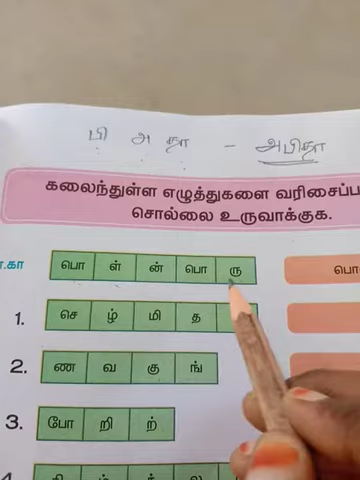 பி அ தா - அபிதா
கலைந்துள்ள எழுத்துகளை வரிசைப்ப
சொல்லை உருவாக்குக.
கா பொ ள் ன் பொ ரு பொ
1. செ ழ் மி த
2. ண வ கு ங்
3. போ றி ற்